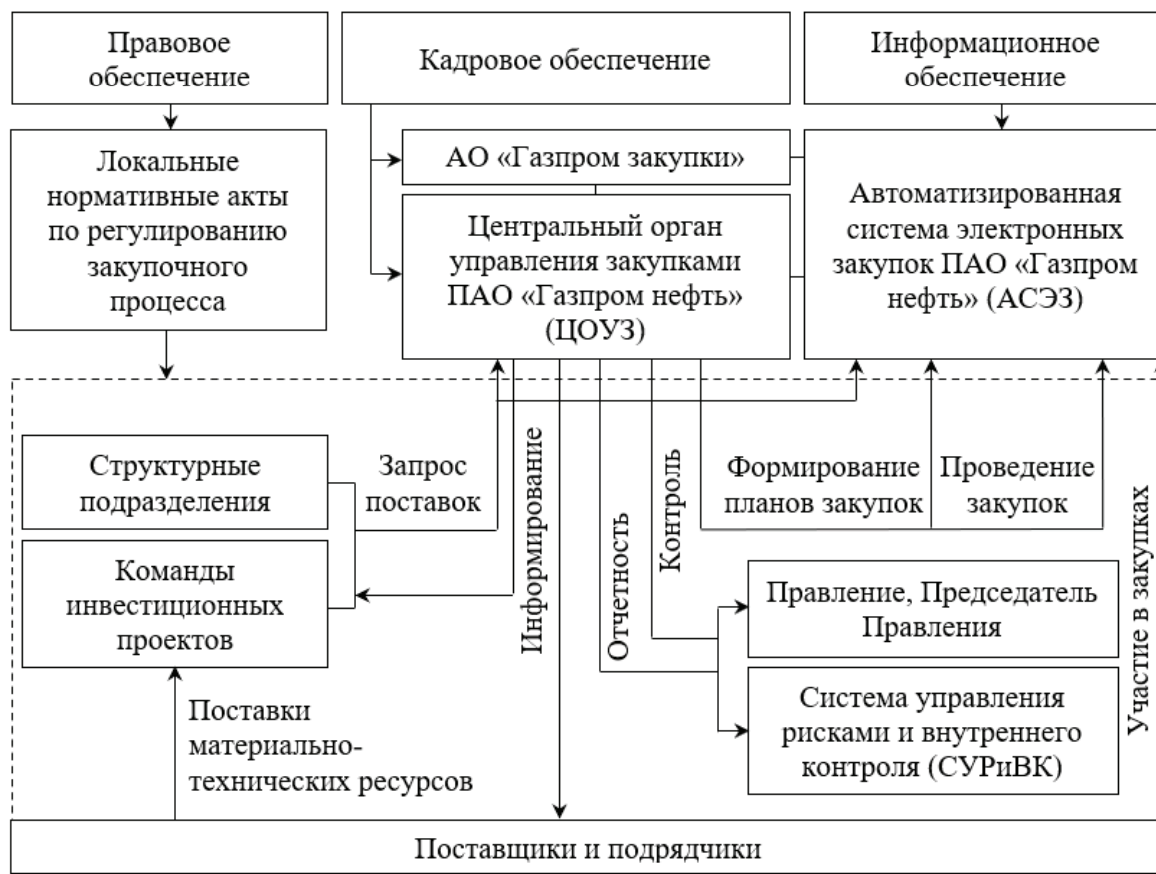 Правовое
обеспечение
Кадровое обеспечение
Информационное
обеспечение
Локальные
нормативные акты
по регулированию
закупочного
процесса
АО «Газпром закупки»
Центральный орган
управления закупками
ПАО «Газпром нефть»
(ЦОУЗ)
Автоматизированная
система электронных
закупок ПАО «Газпром
нефть» (АСЭЗ)
Структурные
подразделения
Команды
инвестиционных
проектов
Запрос
поставок
Информирование
Отчетность
Контроль
Формирование
планов закупок
Проведение
закупок
Участие в закупках
Правление, Председатель
Правления
Система управления
рисками и внутреннего
контроля (СУРиВК)
Поставки
материально-
технических ресурсов
Поставщики и подрядчики